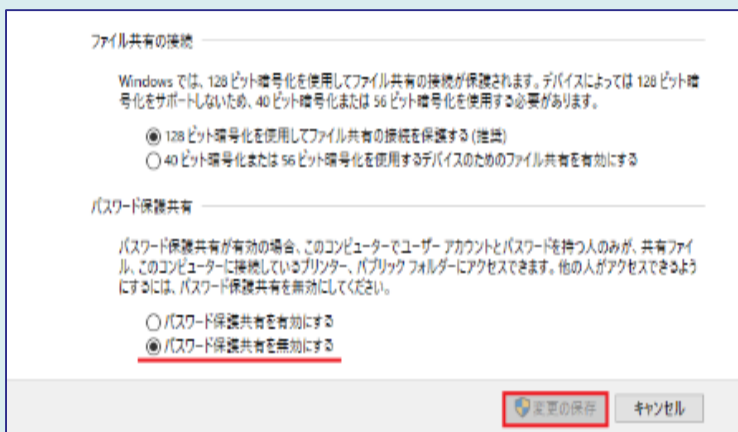 ファイル共有の接続
Windows では、128 ビット暗号化を使用してファイル共有の接続が保護されます。デバイスによっては 128 ビット暗
号化をサポートしないため、40 ビット暗号化または 56 ビット暗号化を使用する必要があります。
128 ビット暗号化を使用してファイル共有の接続を保護する (推奨)
40 ビット暗号化または 56 ビット暗号化を使用するデバイスのためのファイル共有を有効にする
パスワード保護共有
パスワード保護共有が有効の場合、このコンピューターでユーザー アカウントとパスワードを持つ人のみが、共有ファイ
ル、このコンピューターに接続しているプリンター、パブリック フォルダーにアクセスできます。他の人がアクセスできるよう
にするには、パスワード保護共有を無効にしてください。
パスワード保護共有を有効にする
パスワード保護共有を無効にする
変更の保存 キャンセル